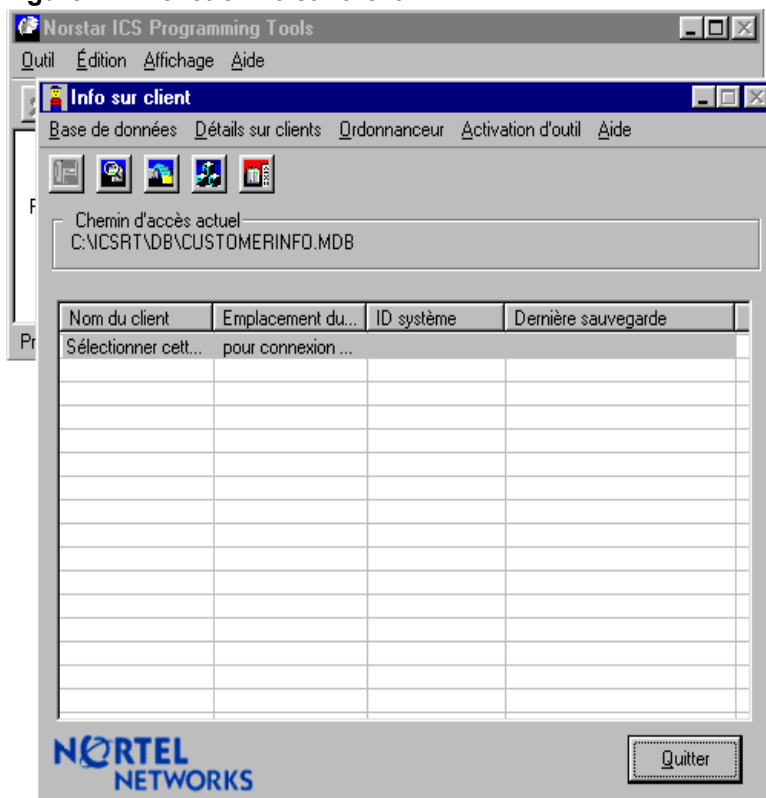 Norstar ICS Programming Tools
Outil Édition Affichage Aide
Info sur client
Base de données Détails sur clients Ordonnanceur Activation d'outil Aide
Chemin d'accès actuel
C:\ICSRT\DB\CUSTOMERINFO.MDB
Nom du client Emplacement du... ID système Dernière sauvegarde
Sélectionner cett... pour connexion ...
Pr
NORTEL
NETWORKS
Quitter